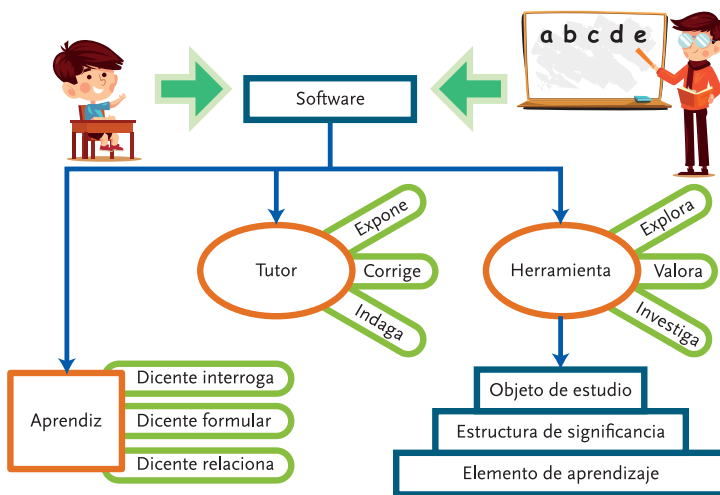 a b c d e
Software
Tutor
Expone
Corrige
Indaga
Herramienta
Explora
Valora
Investiga
Aprendiz
Dicente interroga
Dicente formular
Dicente relaciona
Objeto de estudio
Estructura de significancia
Elemento de aprendizaje